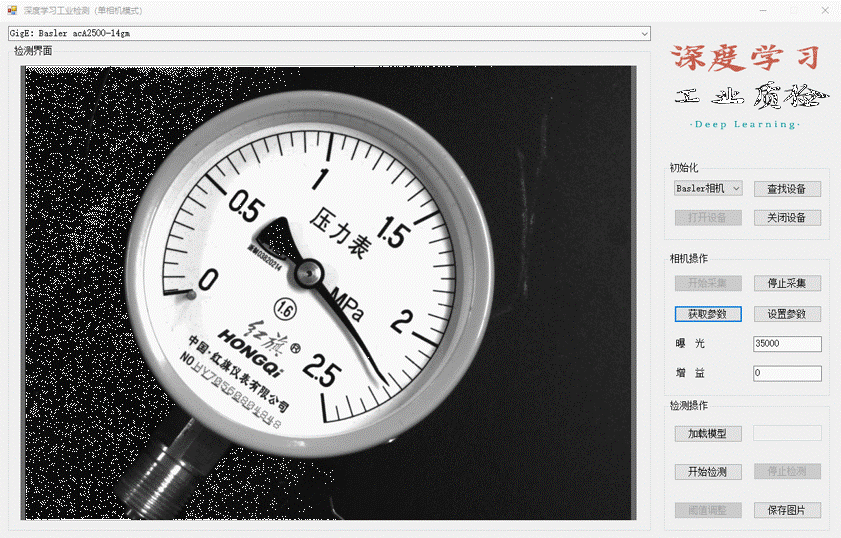 深度学习工业检测（单相机模式）
GigE: Basler acA2500-14gm
检测界面
深度学习
工业质检
·Deep Learning·
初始化
Basler相机
查找设备
打开设备
关闭设备
相机操作
开始采集
停止采集
获取参数
设置参数
曝 光
35000
增 益
0
检测操作
加载模型
开始检测
停止检测
阈值调整
保存图片
0
0.5
1
1.5
2
2.5
压力表
MPa
1.6
红旗®
HONGQi
中国·红旗仪表有限公司